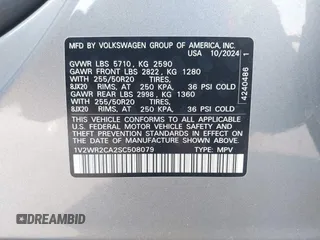 MFD BY VOLKSWAGEN GROUP OF AMERICA, INC.
USA 10/2024 1
GVWR LBS 5710, KG 2590
GAWR FRONT LBS 2822, KG 1280
WITH 255/50R20 TIRES,
8JX20 RIMS, AT 250 KPA, 36 PSI COLD
GAWR REAR LBS 2998, KG 1360
WITH 255/50R20 TIRES,
8JX20 RIMS, AT 250 KPA, 36 PSI COLD
4240486
THIS VEHICLE CONFORMS TO ALL APPLICABLE
FEDERAL MOTOR VEHICLE SAFETY, BUMPER
AND THEFT PREVENTION STANDARDS IN EFFECT
ON THE DATE OF MANUFACTURE SHOWN ABOVE.
1V2WR2CA2SC508079 TYPE: MPV
DREAMBID